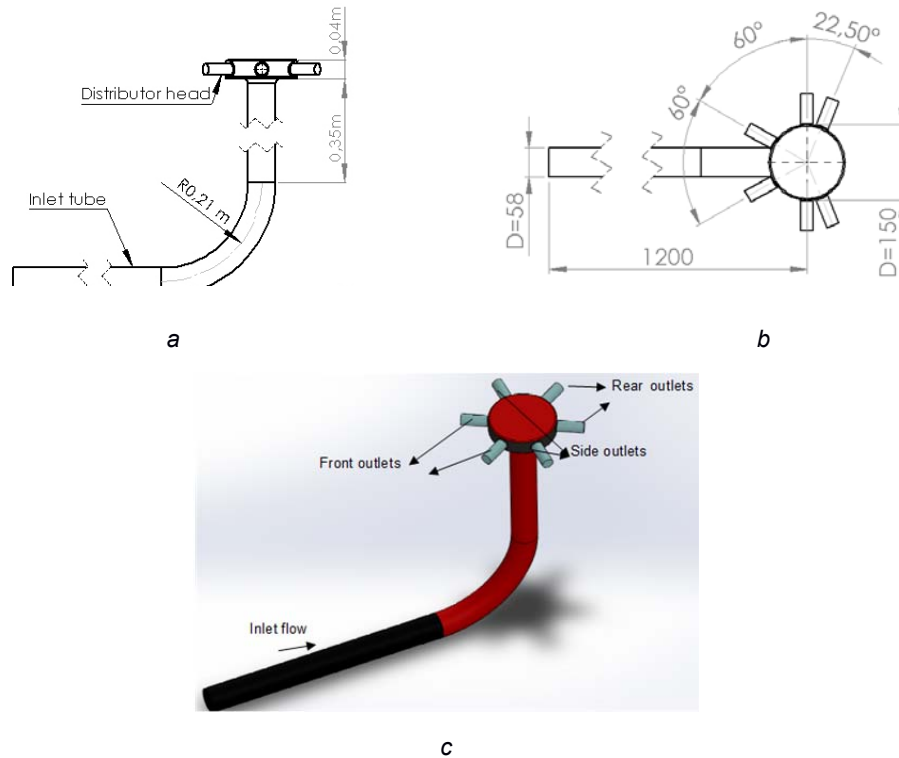 0,04m
Distributor head
0,35m
Inlet tube
R0,21 m
60°
22,50°
60°
D=58
D=150
1200
a
b
Rear outlets
Side outlets
Front outlets
Inlet flow
c